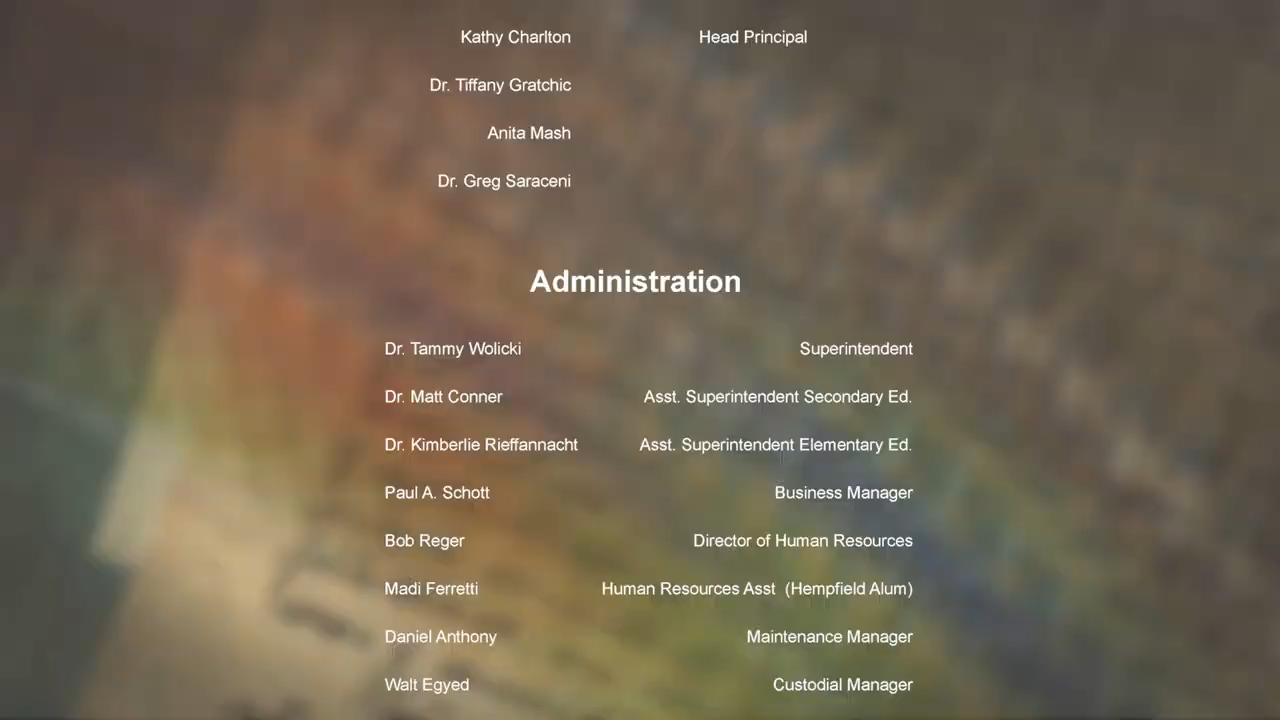 Kathy Charlton Head Principal
Dr. Tiffany Gratchic
Anita Mash
Dr. Greg Saraceni
Administration
Dr. Tammy Wolicki Superintendent
Dr. Matt Conner Asst. Superintendent Secondary Ed.
Dr. Kimberlie Rieffannacht Asst. Superintendent Elementary Ed.
Paul A. Schott Business Manager
Bob Reger Director of Human Resources
Madi Ferretti Human Resources Asst (Hempfield Alum)
Daniel Anthony Maintenance Manager
Walt Egyed Custodial Manager